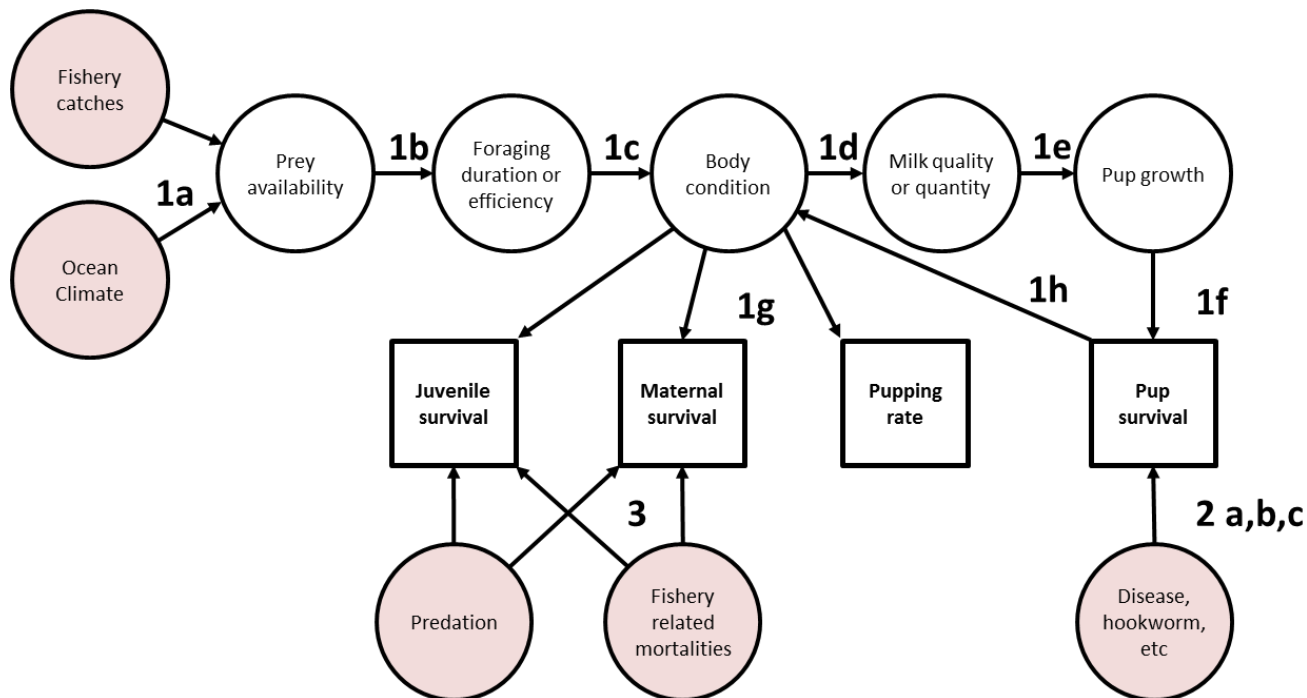 Fishery
catches
1a
Ocean
Climate
Prey
availability
1b
Foraging
duration or
efficiency
1c
Body
condition
1d
Milk quality
or quantity
1e
Pup growth
1g
1h
1f
Juvenile
survival
Maternal
survival
Pupping
rate
Pup
survival
3
2 a,b,c
Predation
Fishery
related
mortalities
Disease,
hookworm,
etc